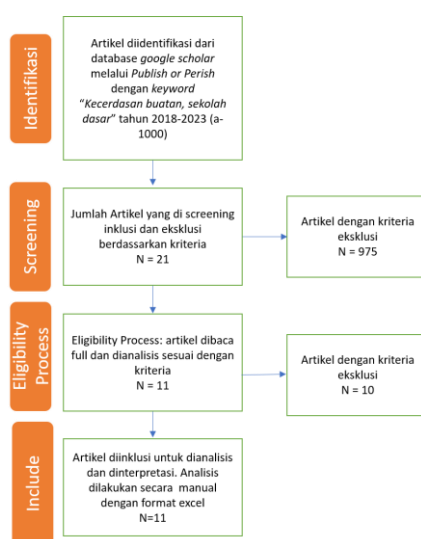 Identifikasi
Artikel diidentifikasi dari
database google scholar
melalui Publish or Perish
dengan keyword
“Kecerdasan buatan, sekolah
dasar” tahun 2018-2023 (a-
1000)
Screening
Jumlah Artikel yang di screening
inklusi dan eksklusi
berdasarkan kriteria
N = 21
Artikel dengan kriteria
eksklusi
N = 975
Eligibility
Process
Eligibility Process: artikel dibaca
full dan dianalisis sesuai dengan
kriteria
N = 11
Artikel dengan kriteria
eksklusi
N = 10
Include
Artikel diinklusi untuk dianalisis
dan dinterpretasi. Analisis
dilakukan secara manual
dengan format excel
N=11